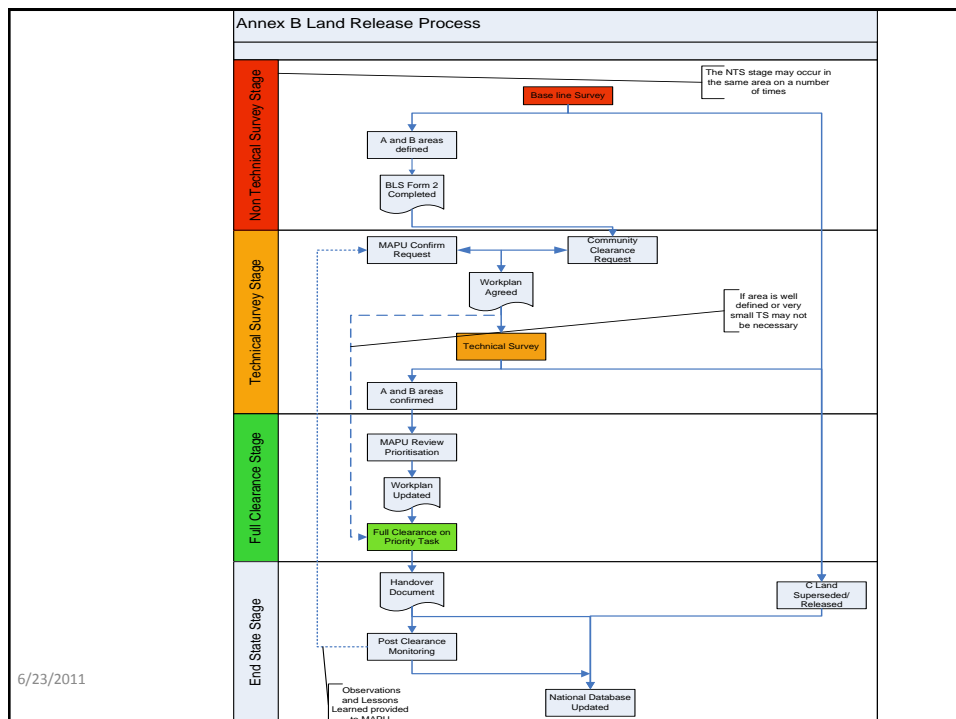 Annex B Land Release Process
Non Technical Survey Stage
The NTS stage may occur in
the same area on a number
of times
Base line Survey
A and B areas
defined
BLS Form 2
Completed
Technical Survey Stage
MAPU Confirm
Request
Community
Clearance
Request
Workplan
Agreed
If area is well
defined or very
small TS may not
be necessary
Technical Survey
A and B areas
confirmed
Full Clearance Stage
MAPU Review
Prioritisation
Workplan
Updated
Full Clearance on
Priority Task
End State Stage
Handover
Document
C Land
Superseded/
Released
Post Clearance
Monitoring
6/23/2011
Observations
and Lessons
Learned provided
to MAPU
National Database
Updated